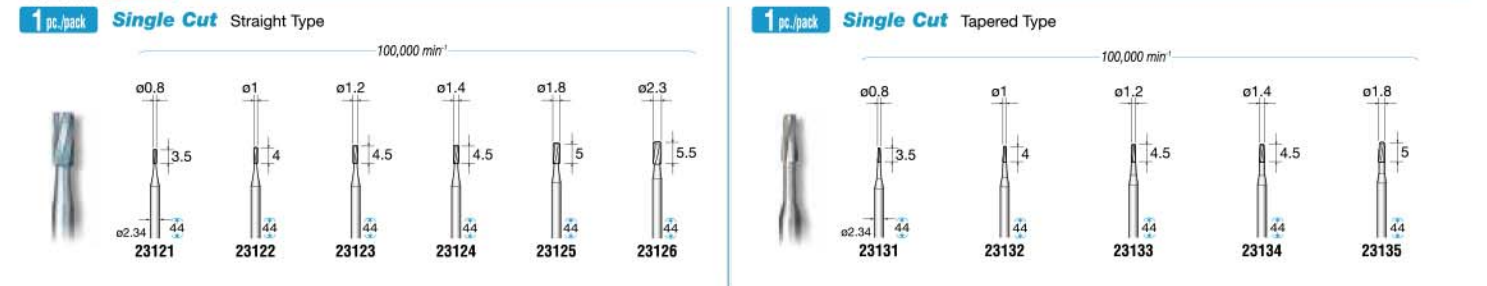 1 pc./pack Single Cut Straight Type
100,000 min⁻¹
ø0.8 ø1 ø1.2 ø1.4 ø1.8 ø2.3
3.5 4 4.5 4.5 5 5.5
ø2.34 44 44 44 44 44 44
23121 23122 23123 23124 23125 23126
1 pc./pack Single Cut Tapered Type
100,000 min⁻¹
ø0.8 ø1 ø1.2 ø1.4 ø1.8
3.5 4 4.5 4.5 5
ø2.34 44 44 44 44 44
23131 23132 23133 23134 23135